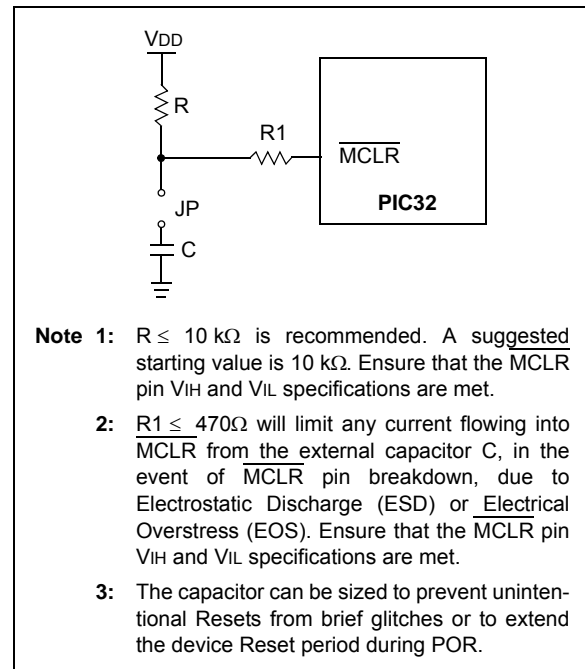 VDD
R
R1
MCLR
JP
PIC32
C
Note 1: R ≤ 10 kΩ is recommended. A suggested
starting value is 10 kΩ. Ensure that the MCLR
pin VIH and VIL specifications are met.
2: R1 ≤ 470Ω will limit any current flowing into
MCLR from the external capacitor C, in the
event of MCLR pin breakdown, due to
Electrostatic Discharge (ESD) or Electrical
Overstress (EOS). Ensure that the MCLR pin
VIH and VIL specifications are met.
3: The capacitor can be sized to prevent uninten-
tional Resets from brief glitches or to extend
the device Reset period during POR.